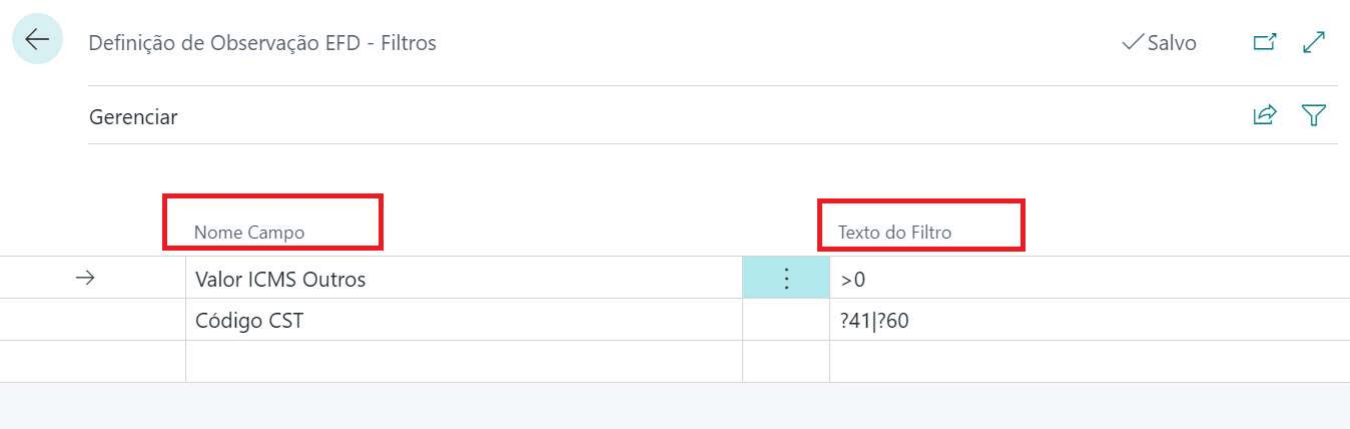 Definição de Observação EFD - Filtros
Salvo
Gerenciar
Nome Campo
Texto do Filtro
Valor ICMS Outros
>0
Código CST
?41|?60